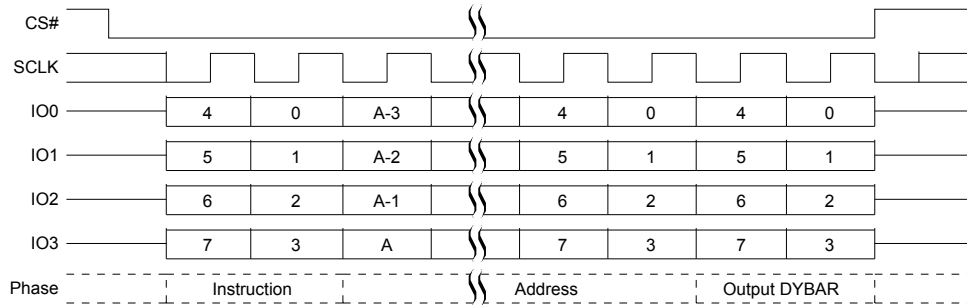 CS#
SCLK
IO0 4 0 A-3 4 0 4 0
IO1 5 1 A-2 5 1 5 1
IO2 6 2 A-1 6 2 6 2
IO3 7 3 A 7 3 7 3
Phase Instruction Address Output DYBAR